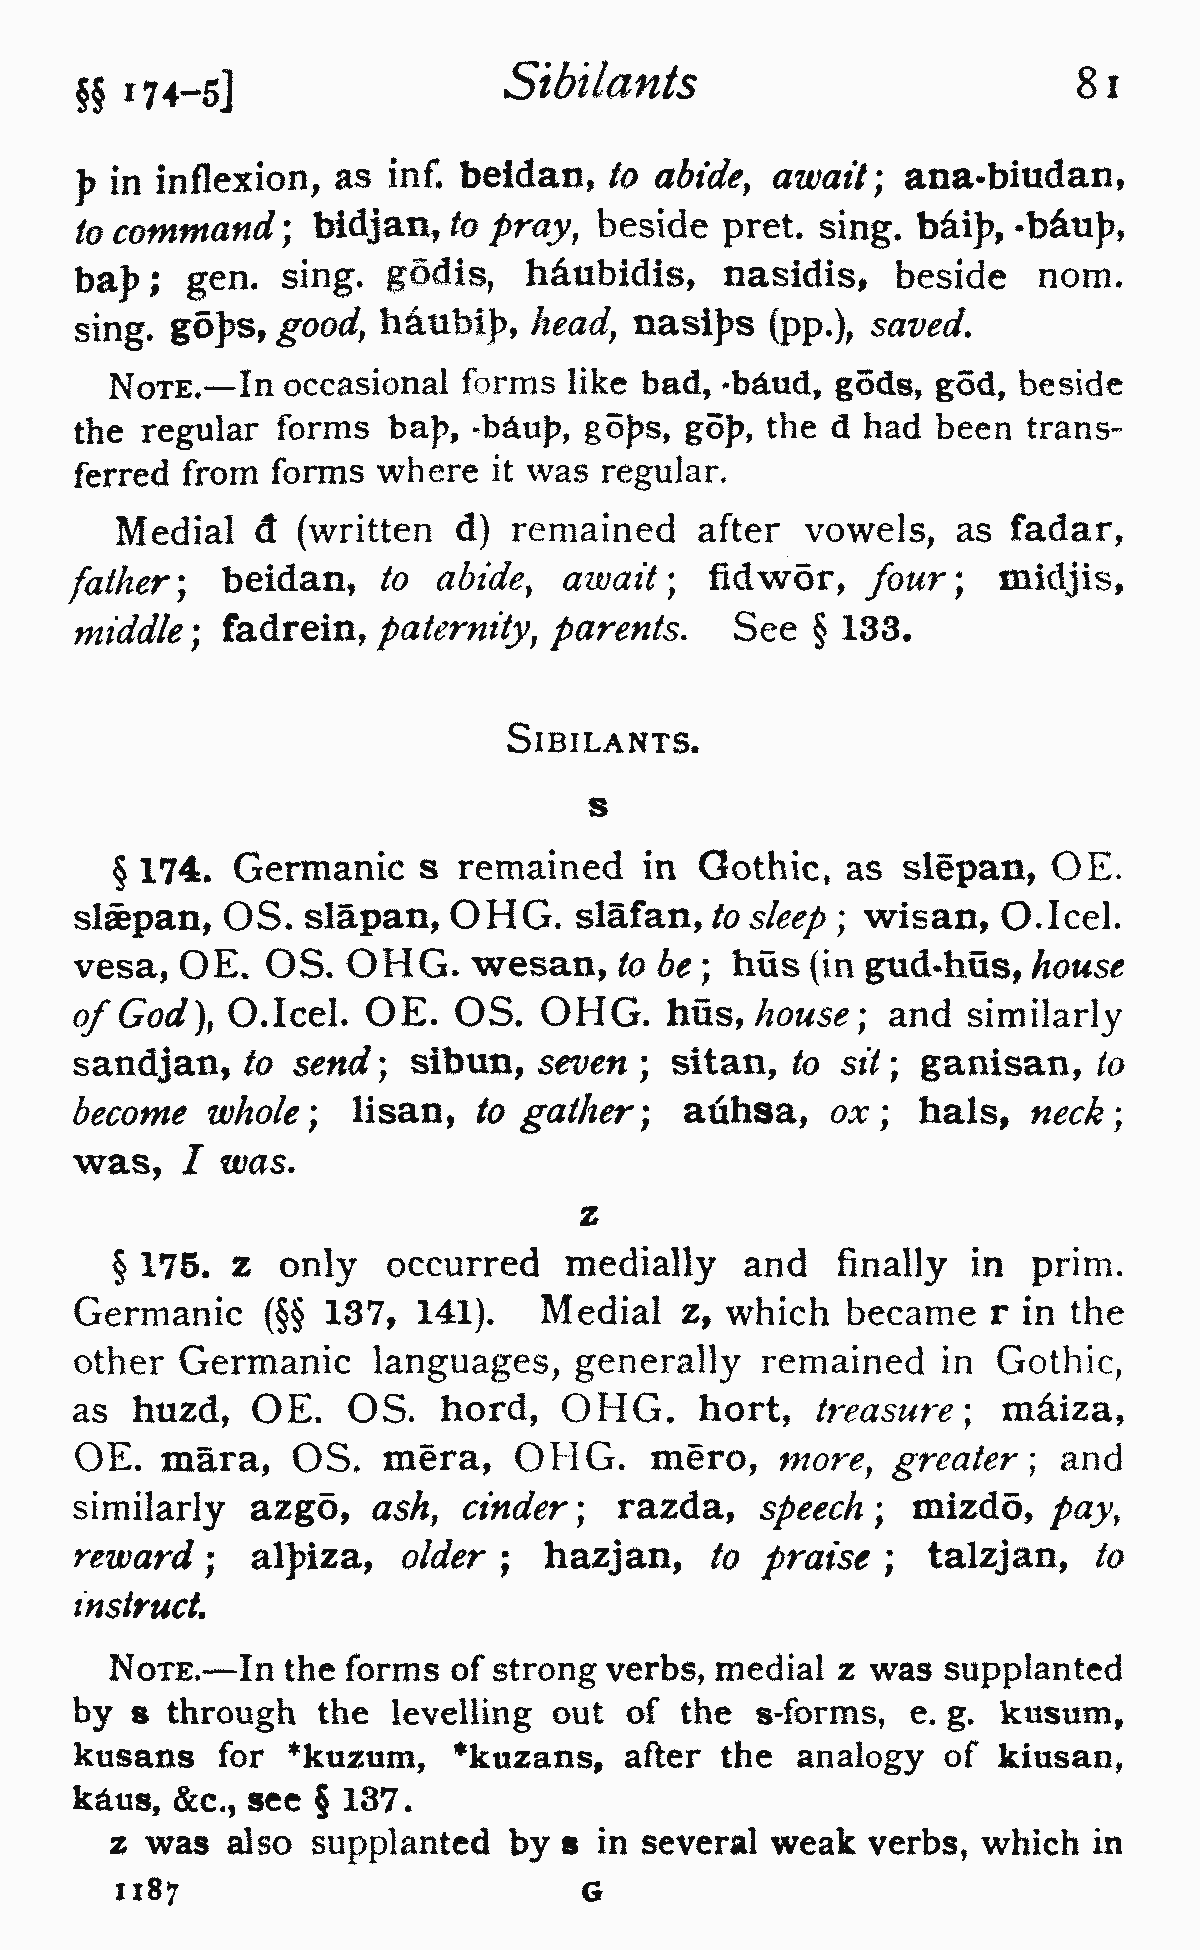 §§ 174–5] Sibilants 81
þ in inflexion, as inf. beidan, to abide, await; ana-biudan,
to command; bidjan, to pray, beside pret. sing. báiþ, -báuþ,
baþ; gen. sing. gōdis, háubidis, nasidis, beside nom.
sing. gōþs, good, háubiþ, head, nasiþs (pp.), saved.
NOTE.—In occasional forms like bad, -báud, gōds, gōd, beside
the regular forms baþ, -báuþ, gōþs, gōþ, the d had been trans-
ferred from forms where it was regular.
Medial đ (written d) remained after vowels, as fadar,
father; beidan, to abide, await; fidwōr, four; midjis,
middle; fadrein, paternity, parents. See § 133.
SIBILANTS.
s
§ 174. Germanic s remained in Gothic, as slēpan, OE.
slǣpan, OS. slāpan, OHG. slāfan, to sleep; wisan, O.Icel.
vesa, OE. OS. OHG. wesan, to be; hūs (in gud-hūs, house
of God), O.Icel. OE. OS. OHG. hūs, house; and similarly
sandjan, to send; sibun, seven; sitan, to sit; ganisan, to
become whole; lisan, to gather; aúhsa, ox; hals, neck;
was, I was.
z
§ 175. z only occurred medially and finally in prim.
Germanic (§§ 137, 141). Medial z, which became r in the
other Germanic languages, generally remained in Gothic,
as huzd, OE. OS. hord, OHG. hort, treasure; máiza,
OE. māra, OS. mēra, OHG. mēro, more, greater; and
similarly azgō, ash, cinder; razda, speech; mizdō, pay,
reward; alþiza, older; hazjan, to praise; talzjan, to
instruct.
NOTE.—In the forms of strong verbs, medial z was supplanted
by s through the levelling out of the s-forms, e. g. kusum,
kusans for *kuzum, *kuzans, after the analogy of kiusan,
káus, &c., see § 137.
z was also supplanted by s in several weak verbs, which in
1187 G